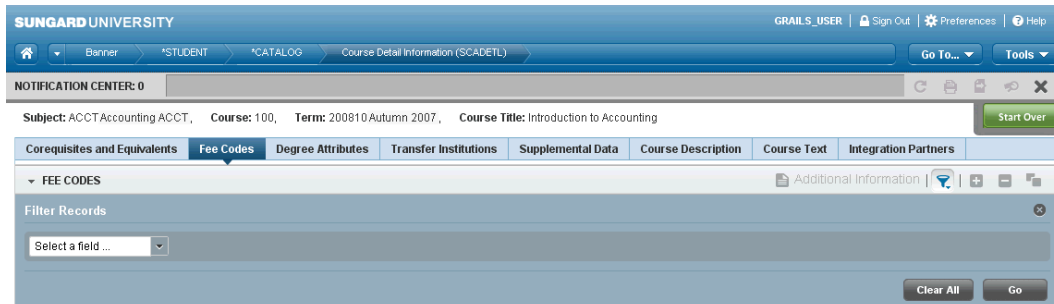 SUNGARD UNIVERSITY GRAILS_USER | Sign Out | Preferences | Help
Banner *STUDENT *CATALOG Course Detail Information (SCADETL) Go To... Tools
NOTIFICATION CENTER: 0
Subject: ACCT Accounting ACCT, Course: 100, Term: 200810 Autumn 2007, Course Title: Introduction to Accounting Start Over
Corequisites and Equivalents Fee Codes Degree Attributes Transfer Institutions Supplemental Data Course Description Course Text Integration Partners
FEE CODES Additional Information
Filter Records
Select a field ...
Clear All Go